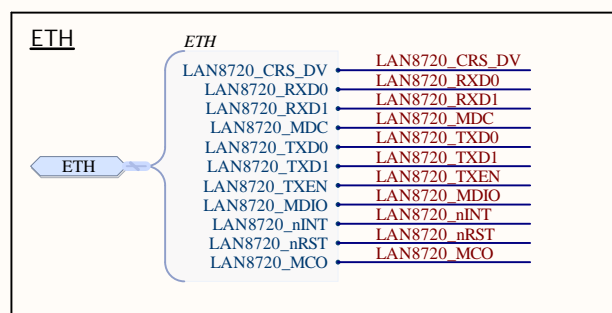 ETH
ETH
LAN8720_CRS_DV LAN8720_CRS_DV
LAN8720_RXD0 LAN8720_RXD0
LAN8720_RXD1 LAN8720_RXD1
LAN8720_MDC LAN8720_MDC
LAN8720_TXD0 LAN8720_TXD0
ETH LAN8720_TXD1 LAN8720_TXD1
LAN8720_TXEN LAN8720_TXEN
LAN8720_MDIO LAN8720_MDIO
LAN8720_nINT LAN8720_nINT
LAN8720_nRST LAN8720_nRST
LAN8720_MCO LAN8720_MCO